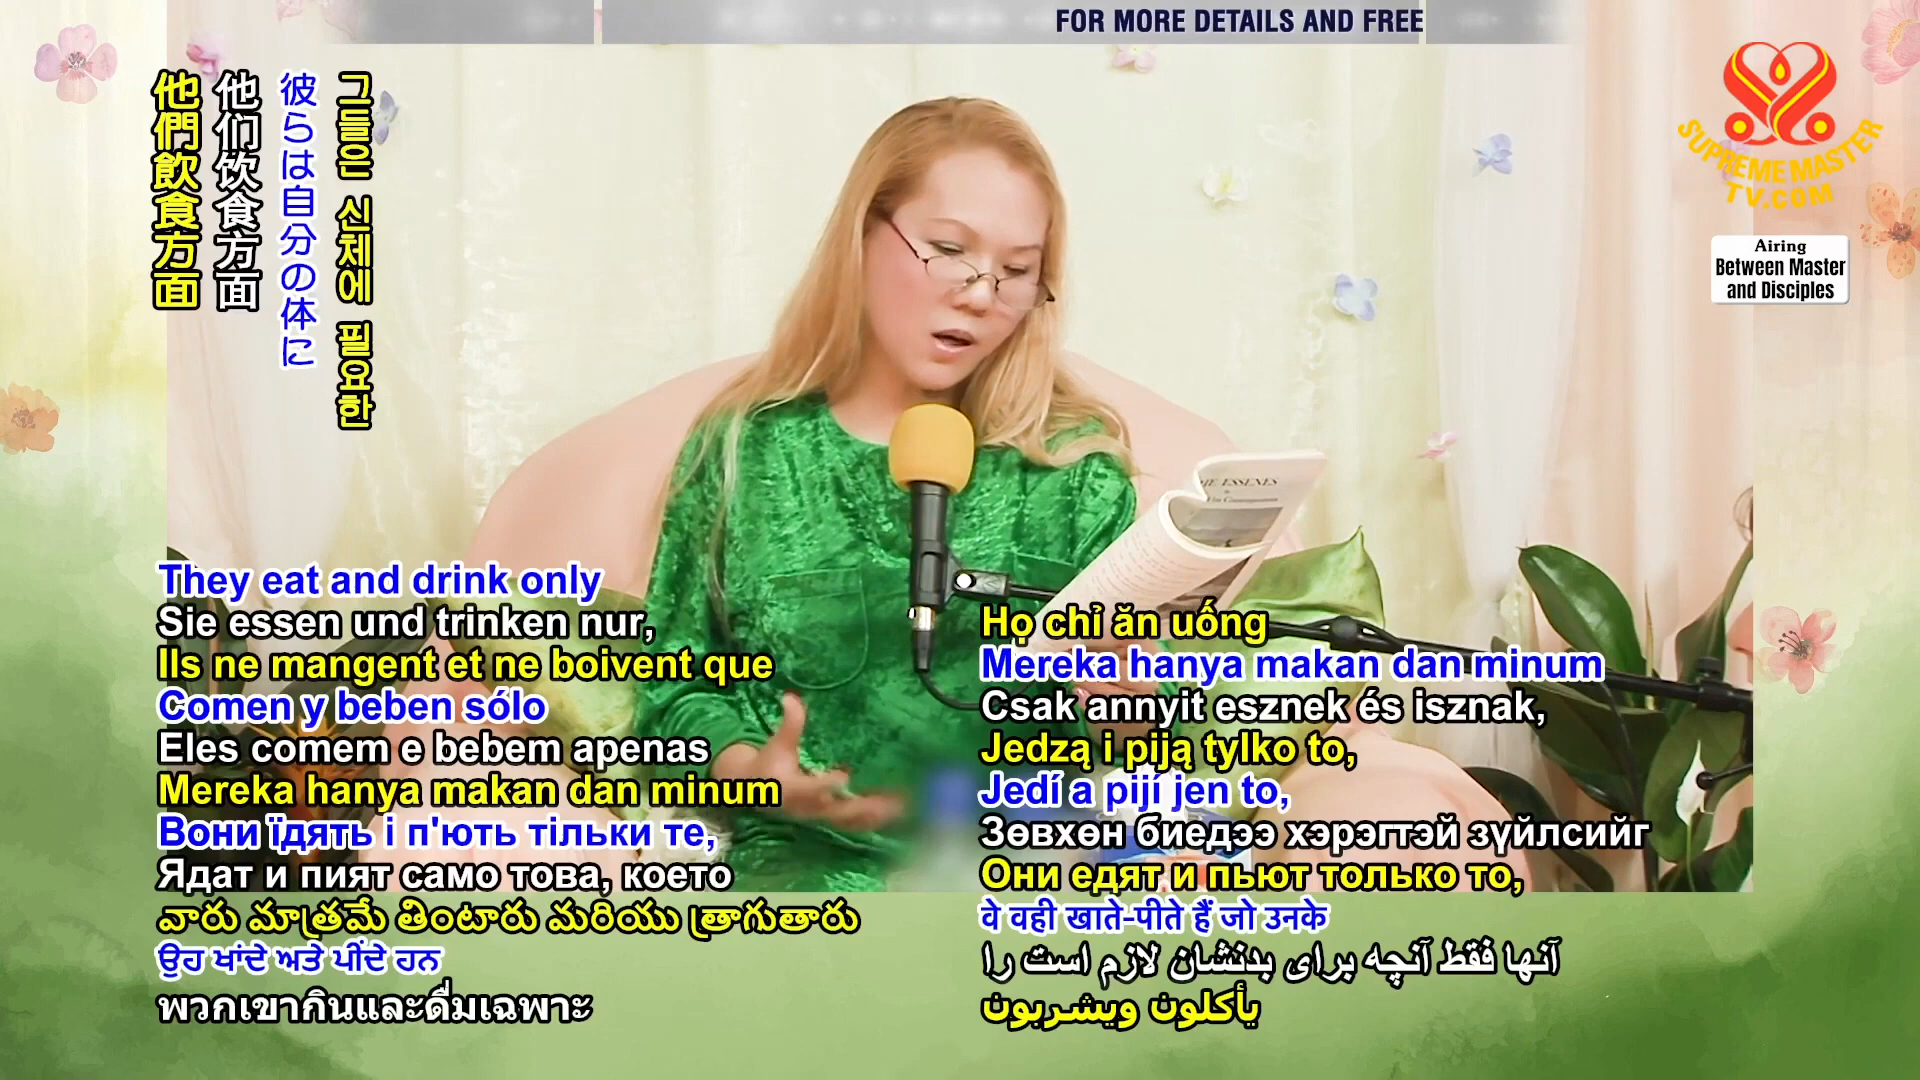 FOR MORE DETAILS AND FREE
SUPREME MASTER
TV.COM
Airing
Between Master
and Disciples
他們飲食方面
他们饮食方面
彼らは自分の体に
그들은 신체에 필요한
ESSENES
They eat and drink only
Sie essen und trinken nur,
Ils ne mangent et ne boivent que
Comen y beben sólo
Eles comem e bebem apenas
Mereka hanya makan dan minum
Вони їдять і п'ють тільки те,
Ядат и пият само това, което
వారు మాత్రమే తింటారు మరియు త్రాగుతారు
ਉਹ ਖਾਂਦੇ ਅਤੇ ਪੀਂਦੇ ਹਨ
พวกเขากินและดื่มเฉพาะ
Họ chỉ ăn uống
Mereka hanya makan dan minum
Csak annyit esznek és isznak,
Jedzą i piją tylko to,
Jedí a pijí jen to,
Зөвхөн биедээ хэрэгтэй зүйлсийг
Они едят и пьют только то,
वे वही खाते-पीते हैं जो उनके
آنها فقط آنچه برای بدنشان لازم است را
يأكلون ويشربون